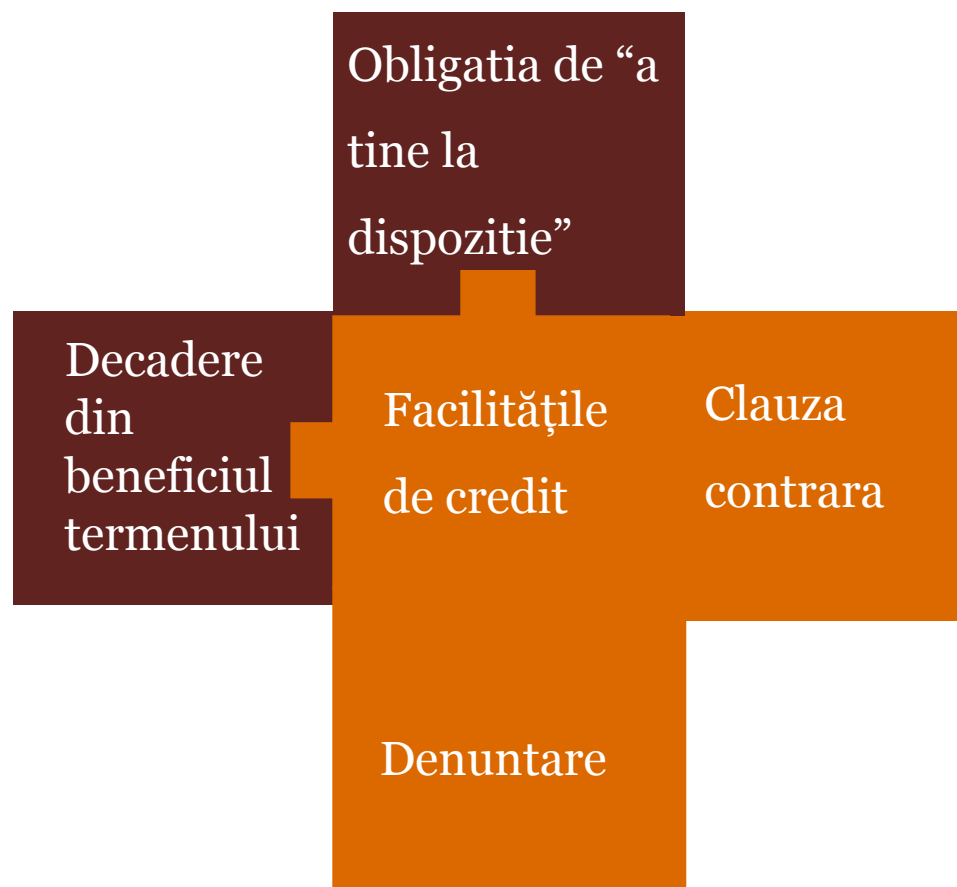 Obligatia de “a
tine la
dispozitie”
Decadere
din
beneficiul
termenului
Facilitățile
de credit
Clauza
contrara
Denuntare